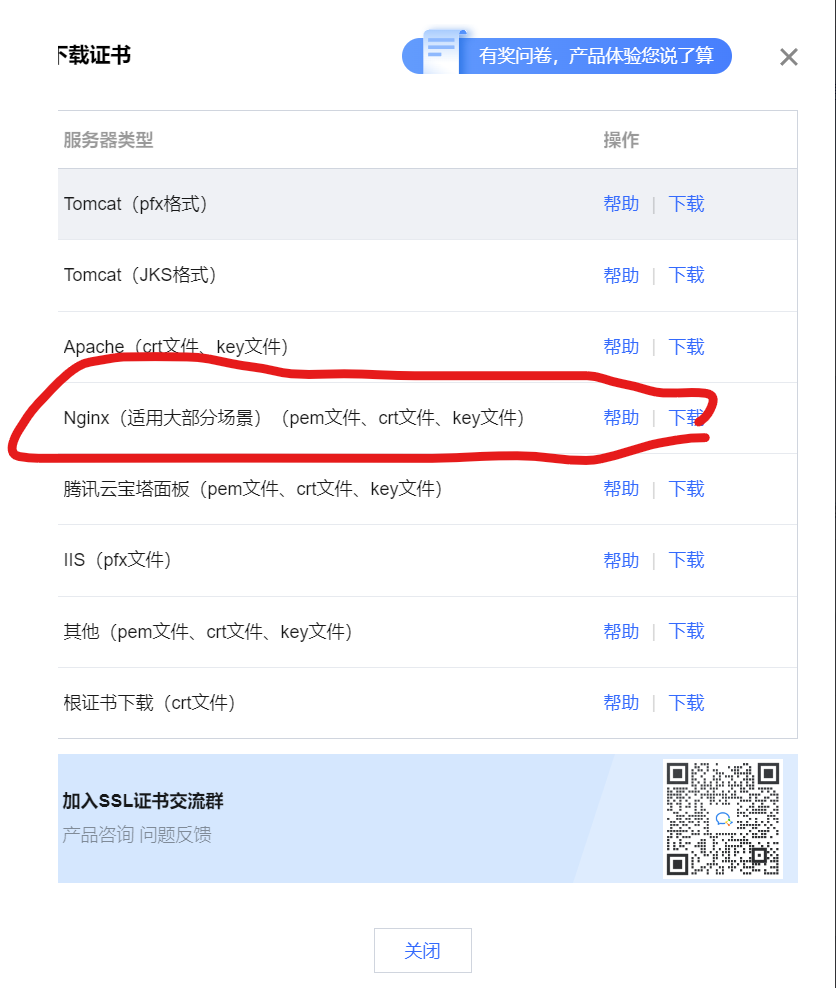 下载证书
有奖问卷，产品体验您说了算
服务器类型 操作
Tomcat（pfx格式） 帮助 | 下载
Tomcat（JKS格式） 帮助 | 下载
Apache（crt文件、key文件） 帮助 | 下载
Nginx（适用大部分场景）（pem文件、crt文件、key文件） 帮助 | 下载
腾讯云宝塔面板（pem文件、crt文件、key文件） 帮助 | 下载
IIS（pfx文件） 帮助 | 下载
其他（pem文件、crt文件、key文件） 帮助 | 下载
根证书下载（crt文件） 帮助 | 下载
加入SSL证书交流群
产品咨询 问题反馈
关闭